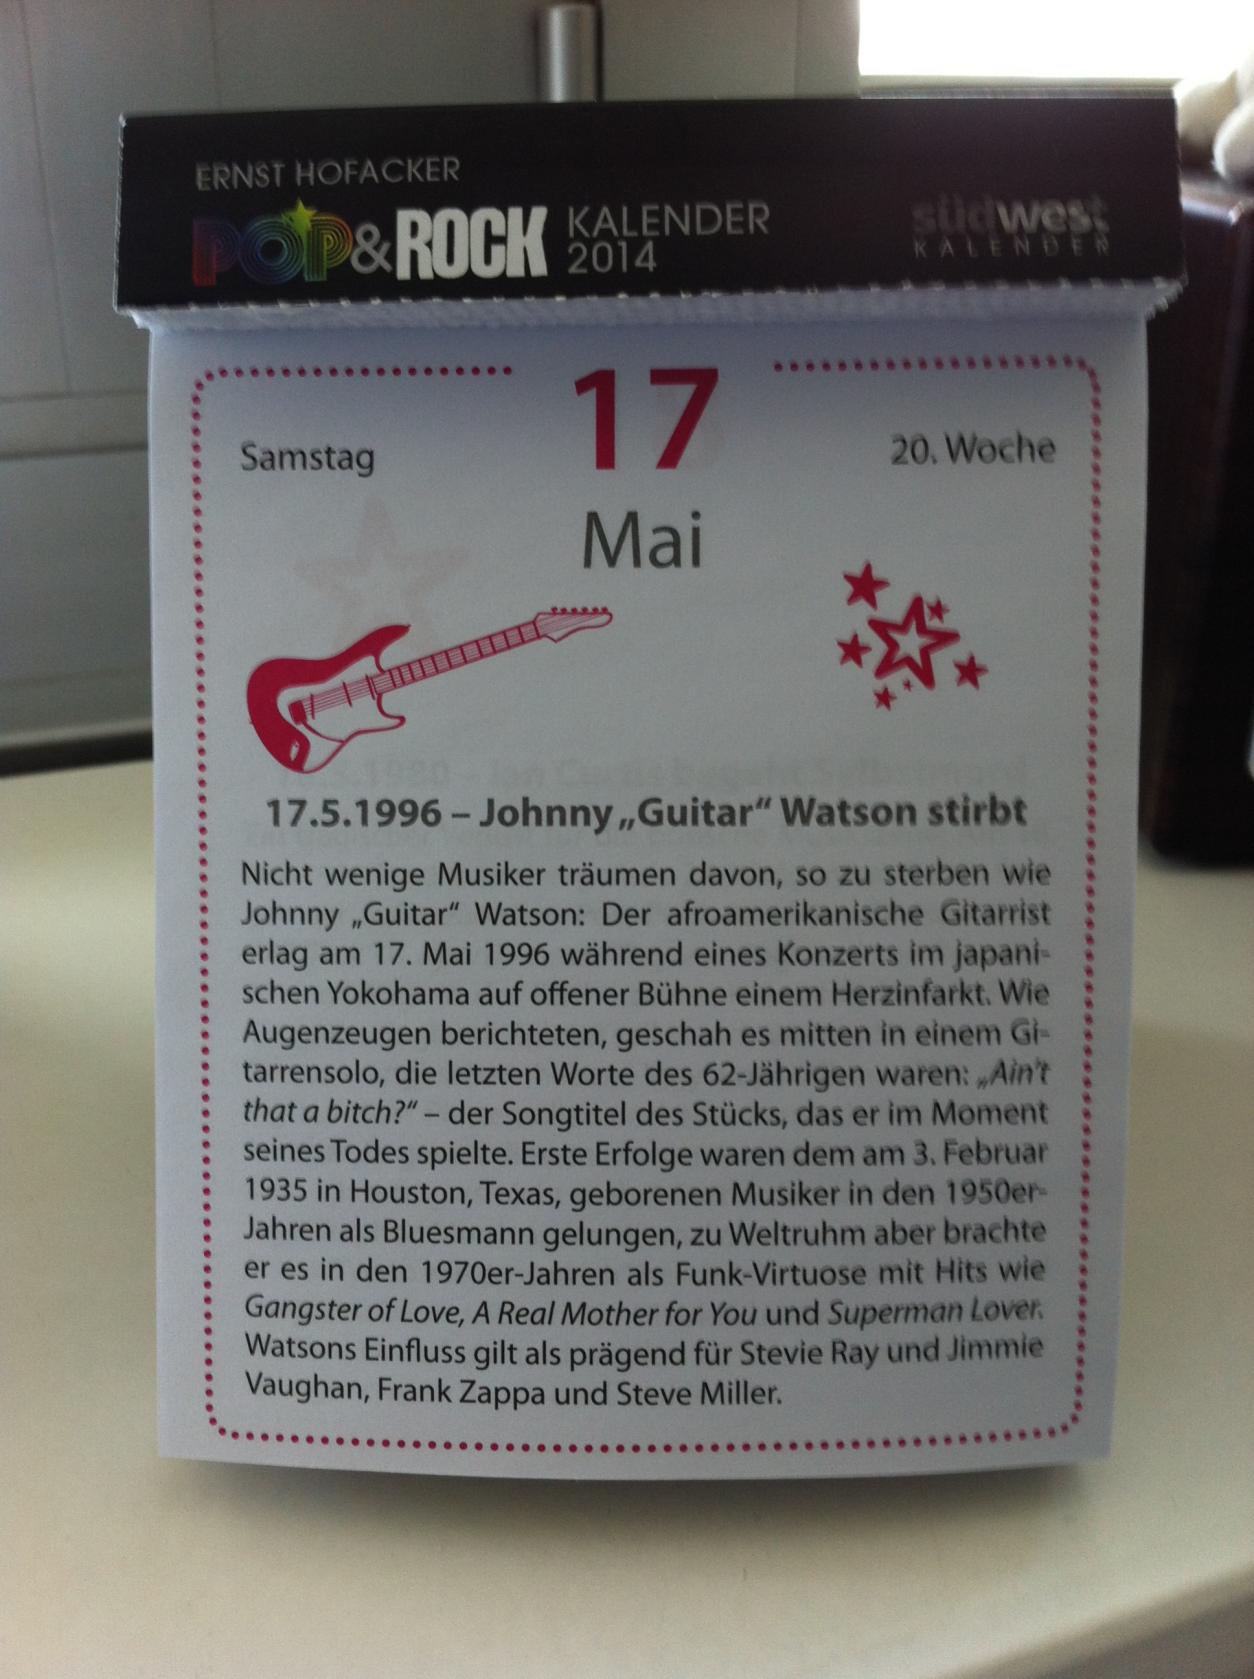 ERNST HOFACKER
POP&ROCK KALENDER 2014
südwest
KALENDER
17
Samstag
20. Woche
Mai
17.5.1996 – Johnny „Guitar“ Watson stirbt
Nicht wenige Musiker träumen davon, so zu sterben wie
Johnny „Guitar“ Watson: Der afroamerikanische Gitarrist
erlag am 17. Mai 1996 während eines Konzerts im japani-
schen Yokohama auf offener Bühne einem Herzinfarkt. Wie
Augenzeugen berichteten, geschah es mitten in einem Gi-
tarrensolo, die letzten Worte des 62-Jährigen waren: „Ain't
that a bitch?“ – der Songtitel des Stücks, das er im Moment
seines Todes spielte. Erste Erfolge waren dem am 3. Februar
1935 in Houston, Texas, geborenen Musiker in den 1950er-
Jahren als Bluesmann gelungen, zu Weltruhm aber brachte
er es in den 1970er-Jahren als Funk-Virtuose mit Hits wie
Gangster of Love, A Real Mother for You und Superman Lover.
Watsons Einfluss gilt als prägend für Stevie Ray und Jimmie
Vaughan, Frank Zappa und Steve Miller.